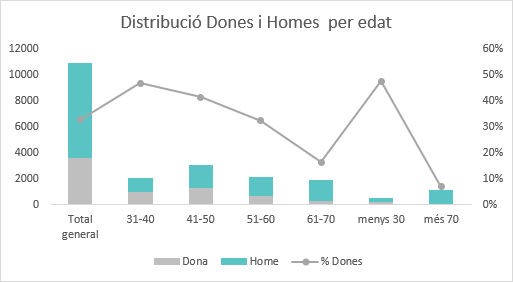 Distribució Dones i Homes  per edat
12000
10000
8000
6000
4000
2000
0
60%
50%
40%
30%
20%
10%
0%
Total general
31-40
41-50
51-60
61-70
menys 30
més 70
Dona
Home
% Dones